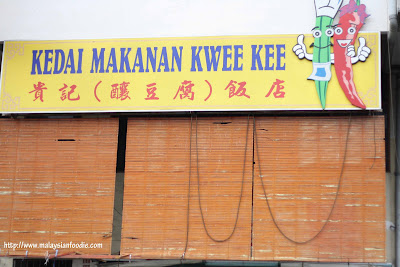 KEDAI MAKANAN KWEE KEE
貴記（釀豆腐）飯店
http://www.malaysianfoodie.com